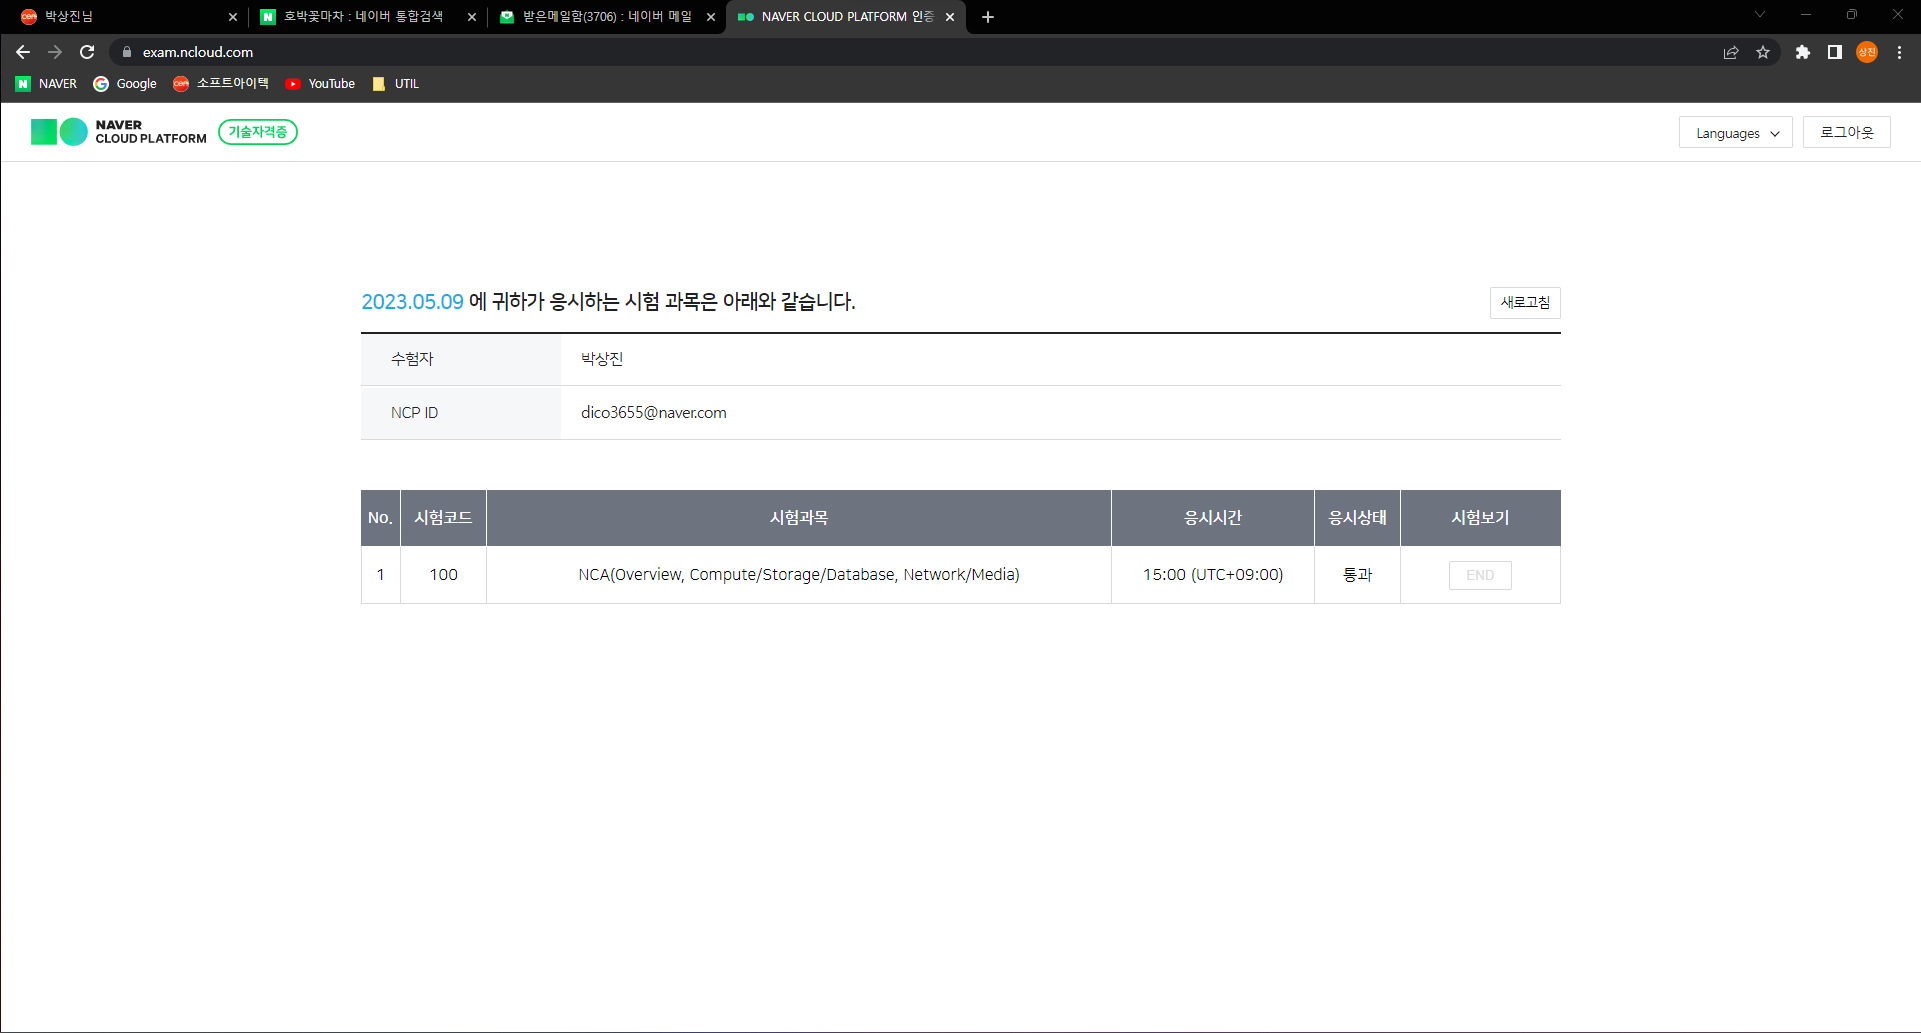 박상진님
호박꽃마차 : 네이버 통합검색
받은메일함(3706) : 네이버 메일
NAVER CLOUD PLATFORM 인증
exam.ncloud.com
상진
NAVER
Google
소프트아이텍
YouTube
UTIL
NAVER
CLOUD PLATFORM
기술자격증
Languages
로그아웃
2023.05.09 에 귀하가 응시하는 시험 과목은 아래와 같습니다.
새로고침
수험자 박상진
NCP ID dico3655@naver.com
No. 시험코드 시험과목 응시시간 응시상태 시험보기
1 100 NCA(Overview, Compute/Storage/Database, Network/Media) 15:00 (UTC+09:00) 통과 END